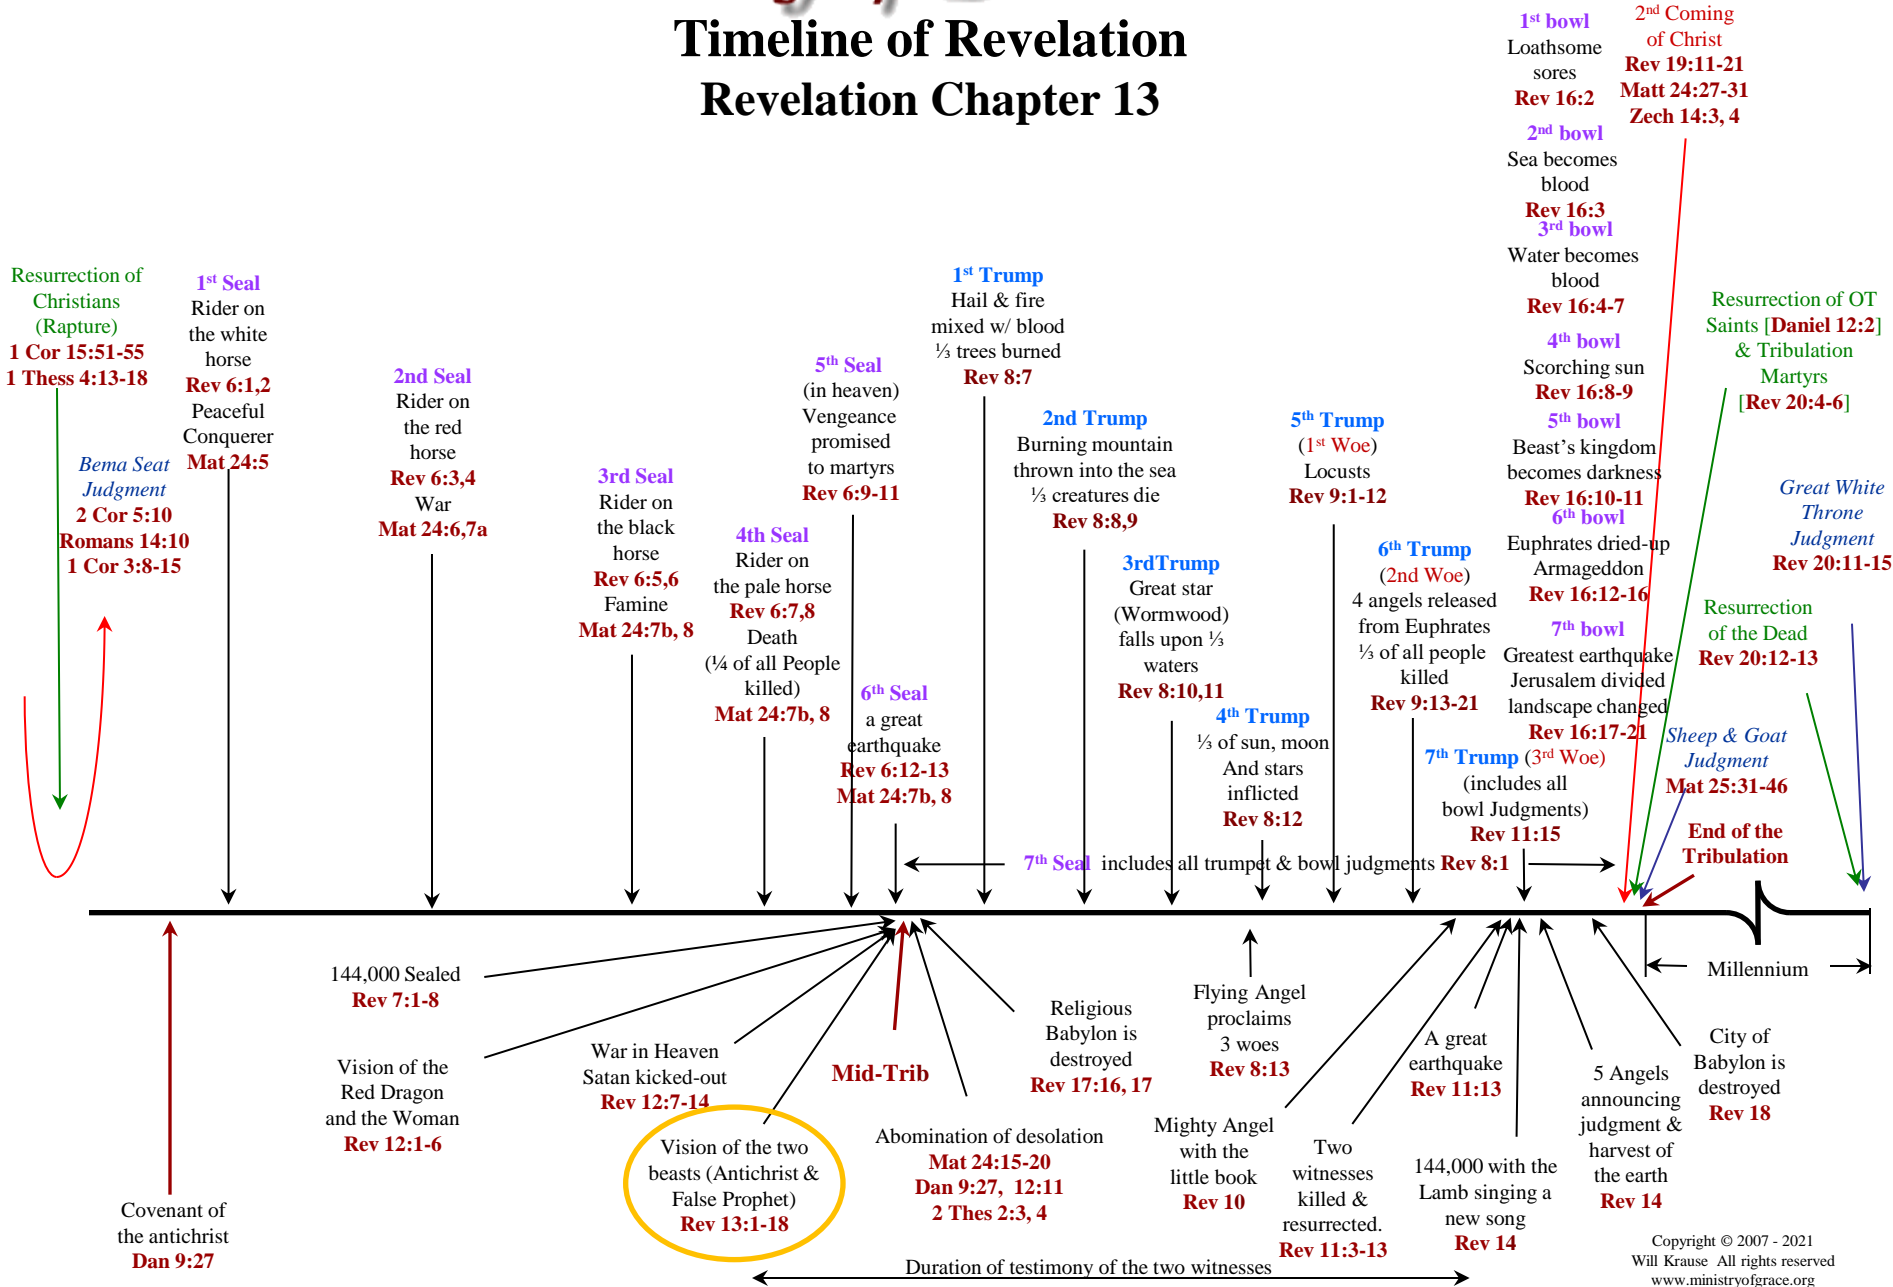 Timeline of Revelation
Revelation Chapter 13
Resurrection of
Christians
(Rapture)
1 Cor 15:51-55
1 Thess 4:13-18
Bema Seat
Judgment
2 Cor 5:10
Romans 14:10
1 Cor 3:8-15
1st Seal
Rider on
the white
horse
Rev 6:1,2
Peaceful
Conquerer
Mat 24:5
2nd Seal
Rider on
the red
horse
Rev 6:3,4
War
Mat 24:6,7a
3rd Seal
Rider on
the black
horse
Rev 6:5,6
Famine
Mat 24:7b, 8
4th Seal
Rider on
the pale horse
Rev 6:7,8
Death
(¼ of all People
killed)
Mat 24:7b, 8
5th Seal
(in heaven)
Vengeance
promised
to martyrs
Rev 6:9-11
6th Seal
a great
earthquake
Rev 6:12-13
Mat 24:7b, 8
1st Trump
Hail & fire
mixed w/ blood
⅓ trees burned
Rev 8:7
2nd Trump
Burning mountain
thrown into the sea
⅓ creatures die
Rev 8:8,9
3rdTrump
Great star
(Wormwood)
falls upon ⅓
waters
Rev 8:10,11
4th Trump
⅓ of sun, moon
And stars
inflicted
Rev 8:12
5th Trump
(1st Woe)
Locusts
Rev 9:1-12
6th Trump
(2nd Woe)
4 angels released
from Euphrates
⅓ of all people
killed
Rev 9:13-21
7th Trump (3rd Woe)
(includes all
bowl Judgments)
Rev 11:15
7th Seal includes all trumpet & bowl judgments Rev 8:1
1st bowl
Loathsome
sores
Rev 16:2
2nd bowl
Sea becomes
blood
Rev 16:3
3rd bowl
Water becomes
blood
Rev 16:4-7
4th bowl
Scorching sun
Rev 16:8-9
5th bowl
Beast's kingdom
becomes darkness
Rev 16:10-11
6th bowl
Euphrates dried-up
Armageddon
Rev 16:12-16
7th bowl
Greatest earthquake
Jerusalem divided
landscape changed
Rev 16:17-21
2nd Coming
of Christ
Rev 19:11-21
Matt 24:27-31
Zech 14:3, 4
Resurrection of OT
Saints [Daniel 12:2]
& Tribulation
Martyrs
[Rev 20:4-6]
Great White
Throne
Judgment
Rev 20:11-15
Resurrection
of the Dead
Rev 20:12-13
Sheep & Goat
Judgment
Mat 25:31-46
End of the
Tribulation
Millennium
Covenant of
the antichrist
Dan 9:27
144,000 Sealed
Rev 7:1-8
Vision of the
Red Dragon
and the Woman
Rev 12:1-6
War in Heaven
Satan kicked-out
Rev 12:7-14
Vision of the two
beasts (Antichrist &
False Prophet)
Rev 13:1-18
Mid-Trib
Abomination of desolation
Mat 24:15-20
Dan 9:27, 12:11
2 Thes 2:3, 4
Religious
Babylon is
destroyed
Rev 17:16, 17
Flying Angel
proclaims
3 woes
Rev 8:13
Mighty Angel
with the
little book
Rev 10
Two
witnesses
killed &
resurrected.
Rev 11:3-13
A great
earthquake
Rev 11:13
144,000 with the
Lamb singing a
new song
Rev 14
5 Angels
announcing
judgment &
harvest of
the earth
Rev 14
City of
Babylon is
destroyed
Rev 18
Duration of testimony of the two witnesses
Copyright © 2007 - 2021
Will Krause All rights reserved
www.ministryofgrace.org